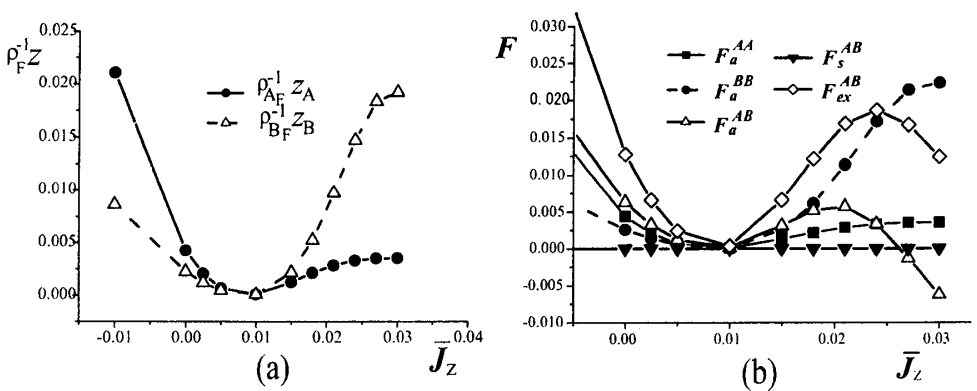 0.025
0.020
0.015
0.010
0.005
0.000
ρ_F^-1 z
ρ_A_F^-1 z_A
ρ_B_F^-1 z_B
-0.01 0.00 0.01 0.02 0.03 0.04
J̅_z
(a)
F
0.030
0.025
0.020
0.015
0.010
0.005
0.000
-0.005
-0.010
F_a^AA F_s^AB
F_a^BB F_ex^AB
F_a^AB
0.00 0.01 0.02 0.03
J̅_z
(b)